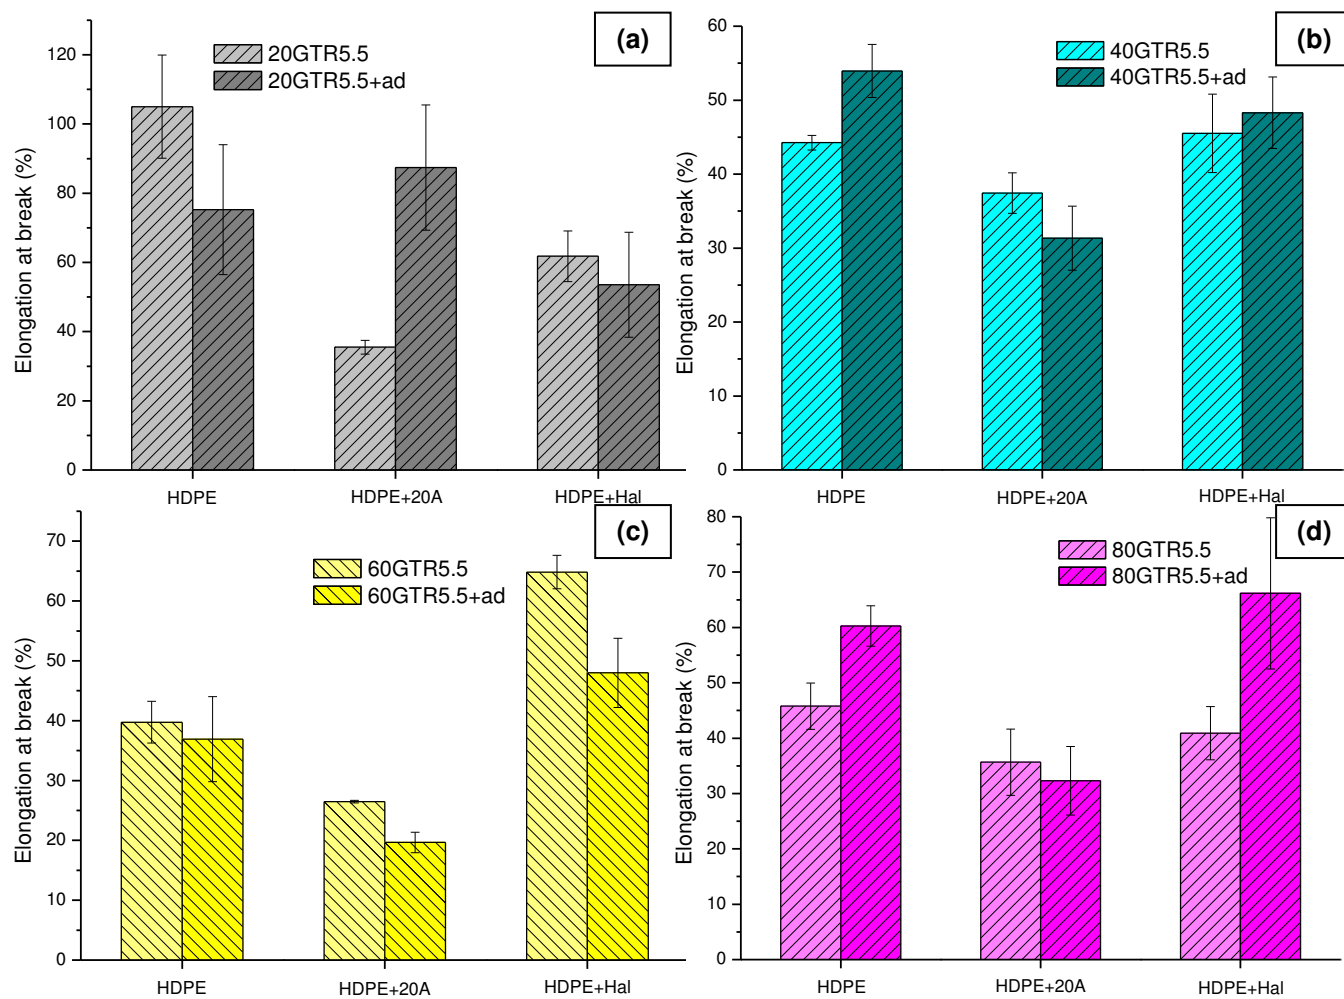 (a)
20GTR5.5
20GTR5.5+ad
Elongation at break (%)
120
100
80
60
40
20
0
HDPE
HDPE+20A
HDPE+Hal
(b)
40GTR5.5
40GTR5.5+ad
Elongation at break (%)
60
50
40
30
20
10
0
HDPE
HDPE+20A
HDPE+Hal
(c)
60GTR5.5
60GTR5.5+ad
Elongation at break (%)
70
60
50
40
30
20
10
0
HDPE
HDPE+20A
HDPE+Hal
(d)
80GTR5.5
80GTR5.5+ad
Elongation at break (%)
80
70
60
50
40
30
20
10
0
HDPE
HDPE+20A
HDPE+Hal